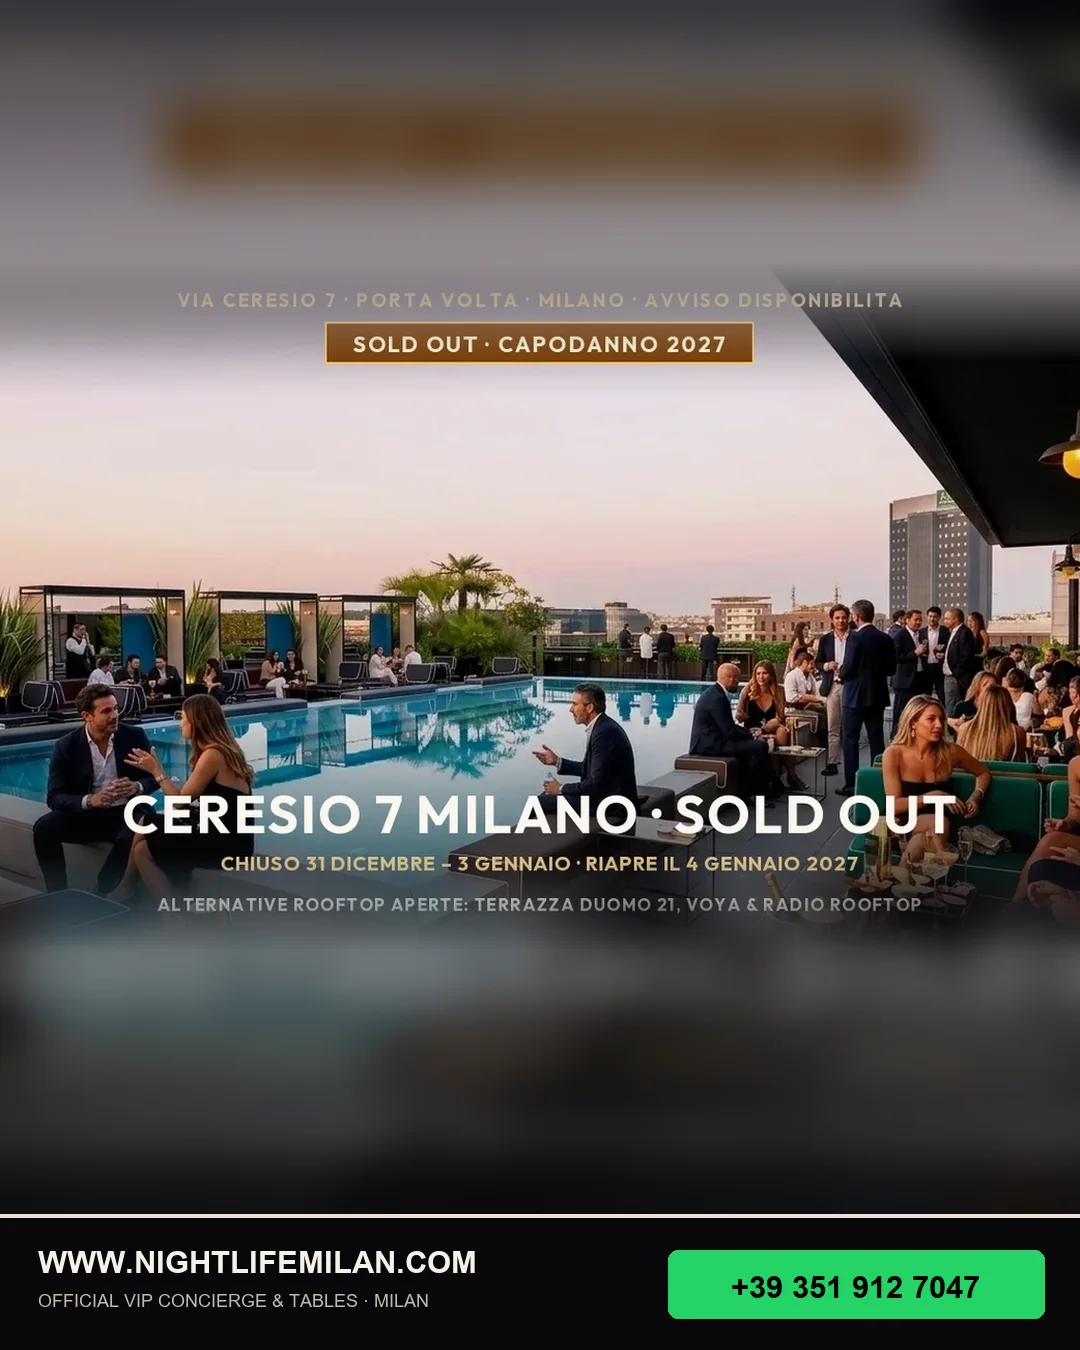 VIA CERESIO 7 · PORTA VOLTA · MILANO · AVVISO DISPONIBILITA
SOLD OUT · CAPODANNO 2027
CERESIO 7 MILANO · SOLD OUT
CHIUSO 31 DICEMBRE – 3 GENNAIO · RIAPRE IL 4 GENNAIO 2027
ALTERNATIVE ROOFTOP APERTE: TERRAZZA DUOMO 21, VOYA & RADIO ROOFTOP
WWW.NIGHTLIFEMILAN.COM
OFFICIAL VIP CONCIERGE & TABLES · MILAN
+39 351 912 7047